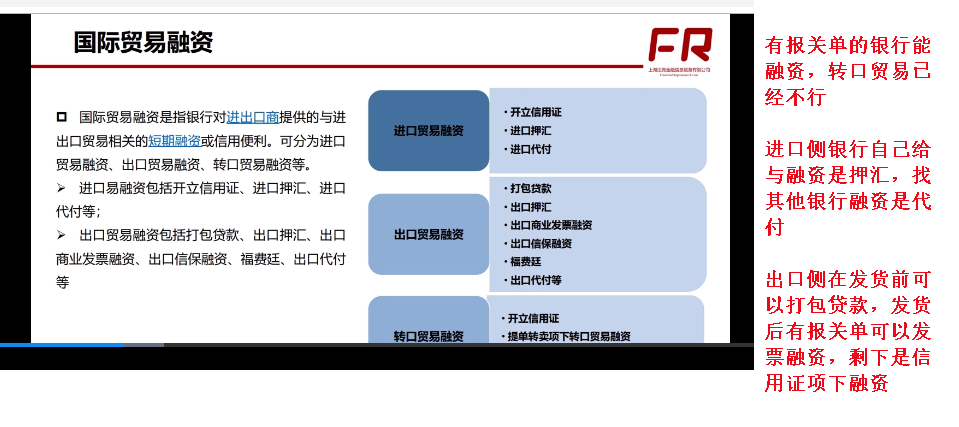 国际贸易融资
FR
□ 国际贸易融资是指银行对进出口商提供的与进
出口贸易相关的短期融资或信用便利。可分为进口
贸易融资、出口贸易融资、转口贸易融资等。
➢ 进口易融资包括开立信用证、进口押汇、进口
代付等；
➢ 出口贸易融资包括打包贷款、出口押汇、出口
商业发票融资、出口信保融资、福费廷、出口代付
等
进口贸易融资
・开立信用证
・进口押汇
・进口代付
出口贸易融资
・打包贷款
・出口押汇
・出口商业发票融资
・出口信保融资
・福费廷
・出口代付等
转口贸易融资
・开立信用证
・提单转卖项下转口贸易融资
有报关单的银行能
融资，转口贸易已
经不行
进口侧银行自己给
与融资是押汇，找
其他银行融资是代
付
出口侧在发货前可
以打包贷款，发货
后有报关单可以发
票融资，剩下是信
用证项下融资